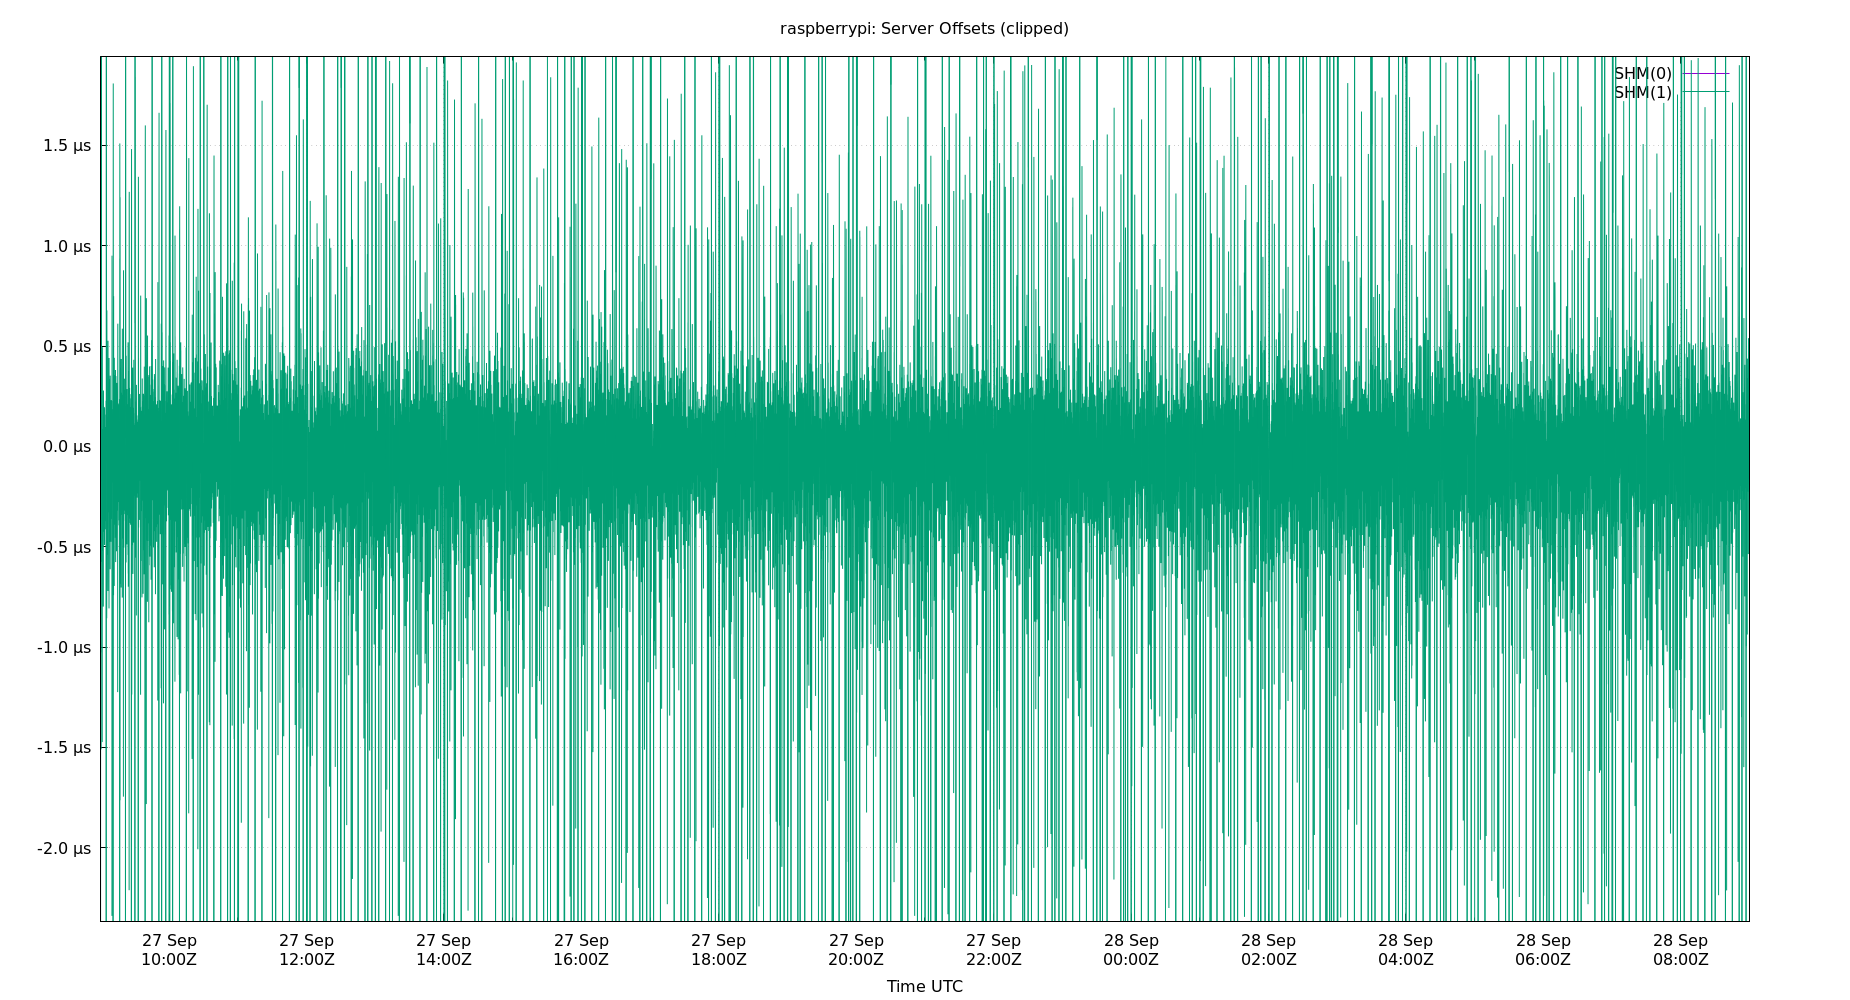 raspberrypi: Server Offsets (clipped)
SHM(0)
SHM(1)
1.5 µs
1.0 µs
0.5 µs
0.0 µs
-0.5 µs
-1.0 µs
-1.5 µs
-2.0 µs
27 Sep 27 Sep 27 Sep 27 Sep 27 Sep 27 Sep 27 Sep 28 Sep 28 Sep 28 Sep 28 Sep 28 Sep
10:00Z 12:00Z 14:00Z 16:00Z 18:00Z 20:00Z 22:00Z 00:00Z 02:00Z 04:00Z 06:00Z 08:00Z
Time UTC